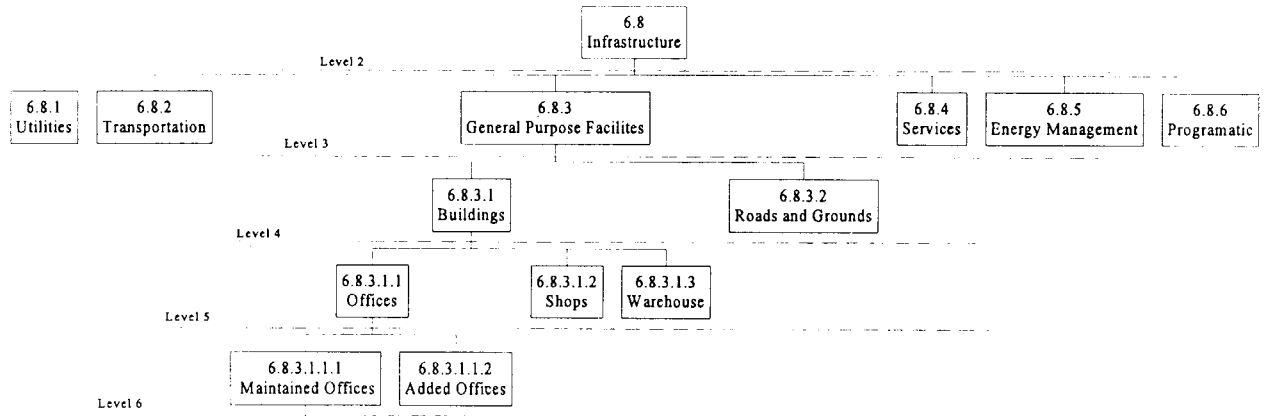 6.8
Infrastructure
Level 2
6.8.1
Utilities
6.8.2
Transportation
6.8.3
General Purpose Facilites
6.8.4
Services
6.8.5
Energy Management
6.8.6
Programatic
Level 3
6.8.3.1
Buildings
6.8.3.2
Roads and Grounds
Level 4
6.8.3.1.1
Offices
6.8.3.1.2
Shops
6.8.3.1.3
Warehouse
Level 5
6.8.3.1.1.1
Maintained Offices
6.8.3.1.1.2
Added Offices
Level 6